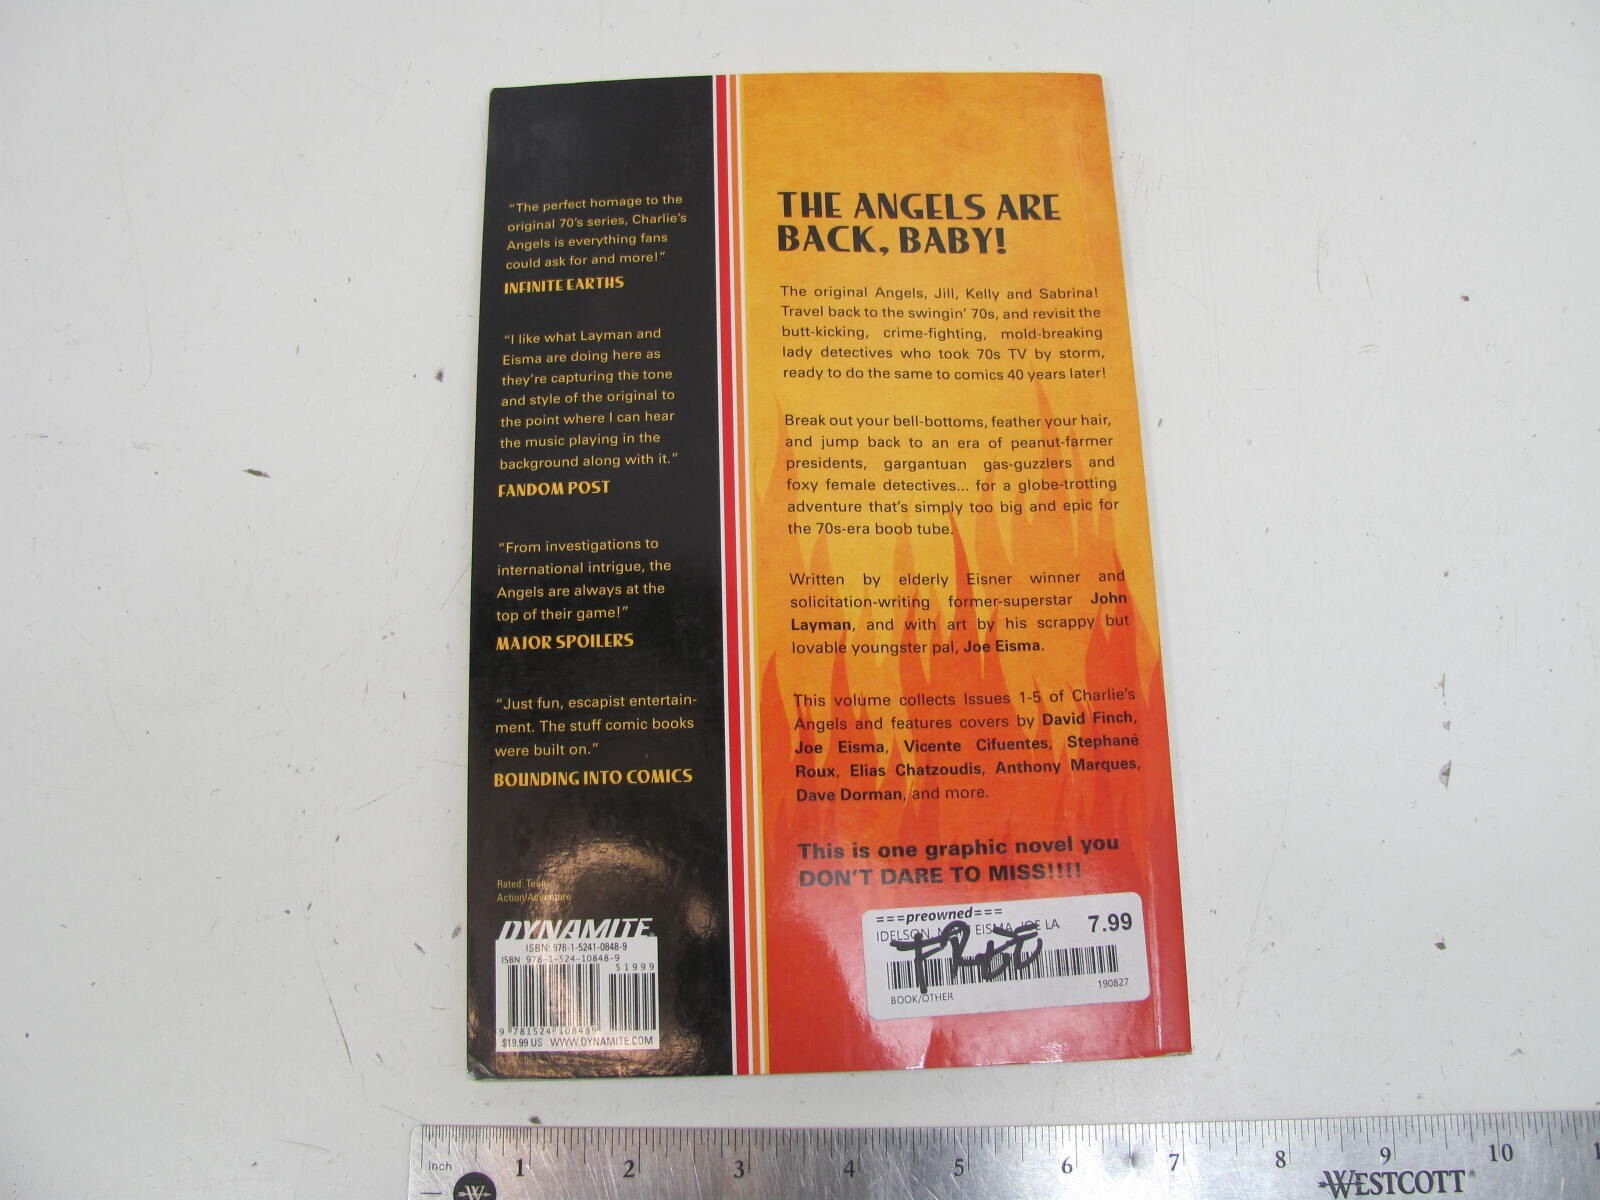 "The perfect homage to the
original 70's series, Charlie's
Angels is everything fans
could ask for and more!"
INFINITE EARTHS
"I like what Layman and
Eisma are doing here as
they're capturing the tone
and style of the original to
the point where I can hear
the music playing in the
background along with it."
FANDOM POST
"From investigations to
international intrigue, the
Angels are always at the
top of their game!"
MAJOR SPOILERS
"Just fun, escapist entertain-
ment. The stuff comic books
were built on."
BOUNDING INTO COMICS
Rated: Teen+
Action/Adventure
DYNAMITE
ISBN: 978-1-5241-0848-9
ISBN 978-1-524-10848-9
51999
9 781524 108489
$19.99 US WWW.DYNAMITE.COM
THE ANGELS ARE
BACK, BABY!
The original Angels, Jill, Kelly and Sabrina!
Travel back to the swingin' 70s, and revisit the
butt-kicking, crime-fighting, mold-breaking
lady detectives who took 70s TV by storm,
ready to do the same to comics 40 years later!
Break out your bell-bottoms, feather your hair,
and jump back to an era of peanut-farmer
presidents, gargantuan gas-guzzlers and
foxy female detectives... for a globe-trotting
adventure that's simply too big and epic for
the 70s-era boob tube.
Written by elderly Eisner winner and
solicitation-writing former-superstar John
Layman, and with art by his scrappy but
lovable youngster pal, Joe Eisma.
This volume collects Issues 1-5 of Charlie's
Angels and features covers by David Finch,
Joe Eisma, Vicente Cifuentes, Stephané
Roux, Elias Chatzoudis, Anthony Marques,
Dave Dorman, and more.
This is one graphic novel you
DON'T DARE TO MISS!!!!
===preowned===
IDELSON, EISMA, JOE LA 7.99
FREE
BOOK/OTHER 190827
Inch 1 2 3 4 5 6 7 8 9 10
W WESTCOTT®